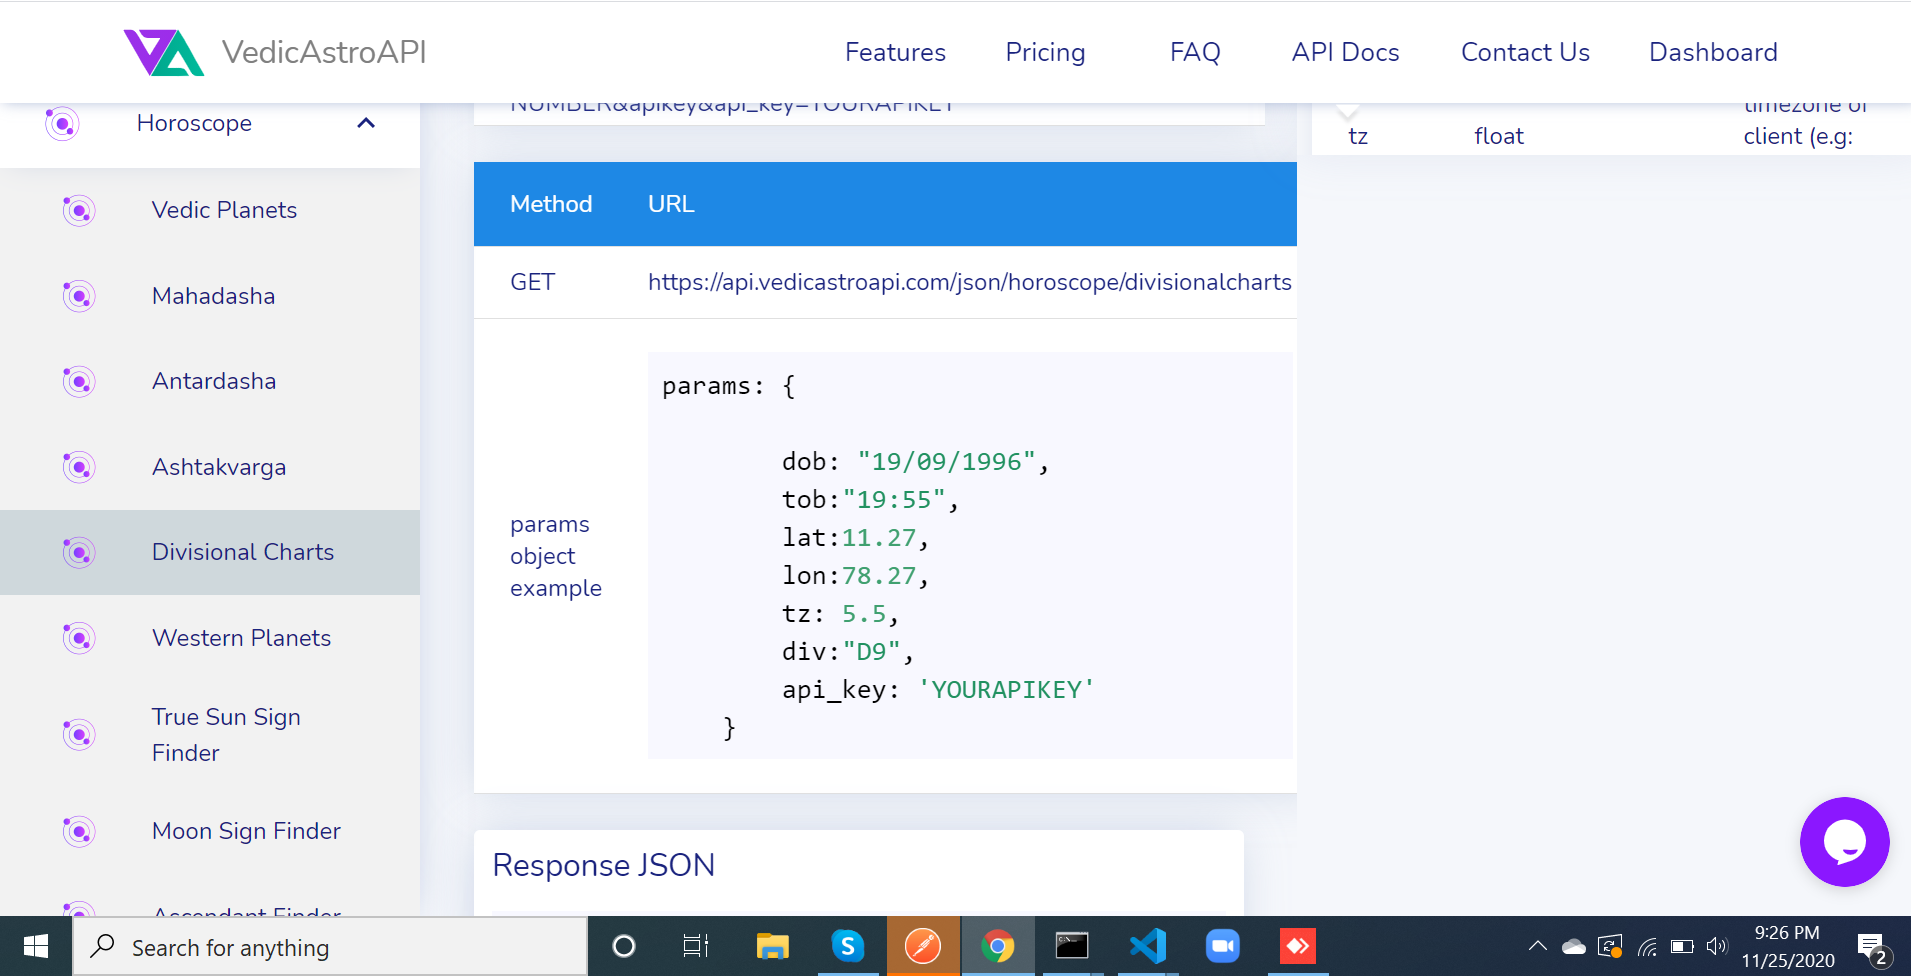 VedicAstroAPI
Features
Pricing
FAQ
API Docs
Contact Us
Dashboard
Horoscope
Vedic Planets
Mahadasha
Antardasha
Ashtakvarga
Divisional Charts
Western Planets
True Sun Sign
Finder
Moon Sign Finder
Ascendant Finder
NUMBER&apikey&api_key=YOURAPIKEY
Method URL
GET https://api.vedicastroapi.com/json/horoscope/divisionalcharts
params
object
example
params: {
dob: "19/09/1996",
tob:"19:55",
lat:11.27,
lon:78.27,
tz: 5.5,
div:"D9",
api_key: 'YOURAPIKEY'
}
Response JSON
timezone of
tz float client (e.g:
Search for anything
9:26 PM
11/25/2020
2